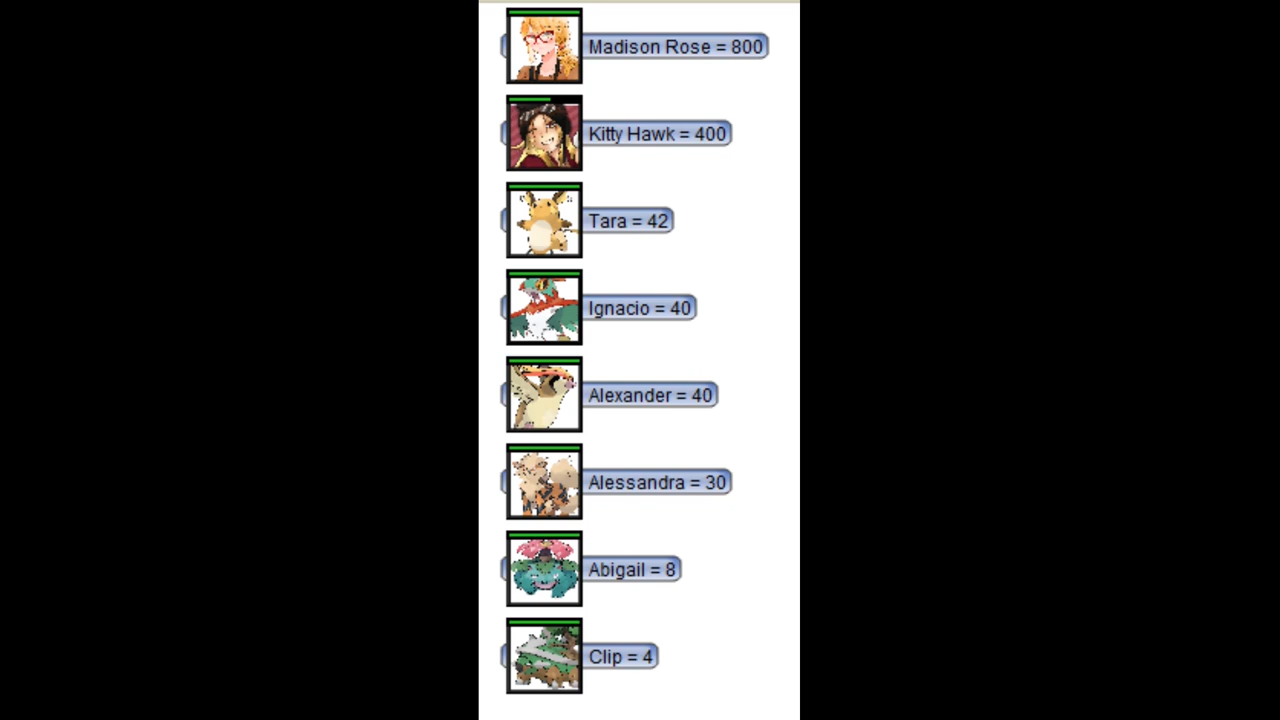 Madison Rose = 800
Kitty Hawk = 400
Tara = 42
Ignacio = 40
Alexander = 40
Alessandra = 30
Abigail = 8
Clip = 4